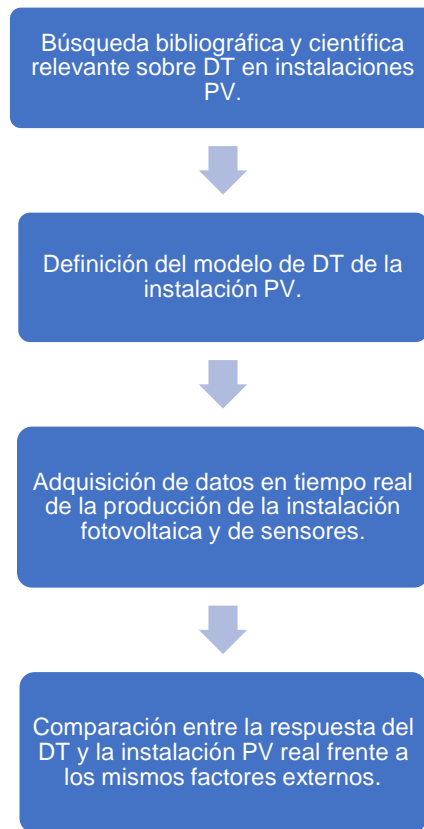 Búsqueda bibliográfica y científica
relevante sobre DT en instalaciones
PV.
Definición del modelo de DT de la
instalación PV.
Adquisición de datos en tiempo real
de la producción de la instalación
fotovoltaica y de sensores.
Comparación entre la respuesta del
DT y la instalación PV real frente a
los mismos factores externos.